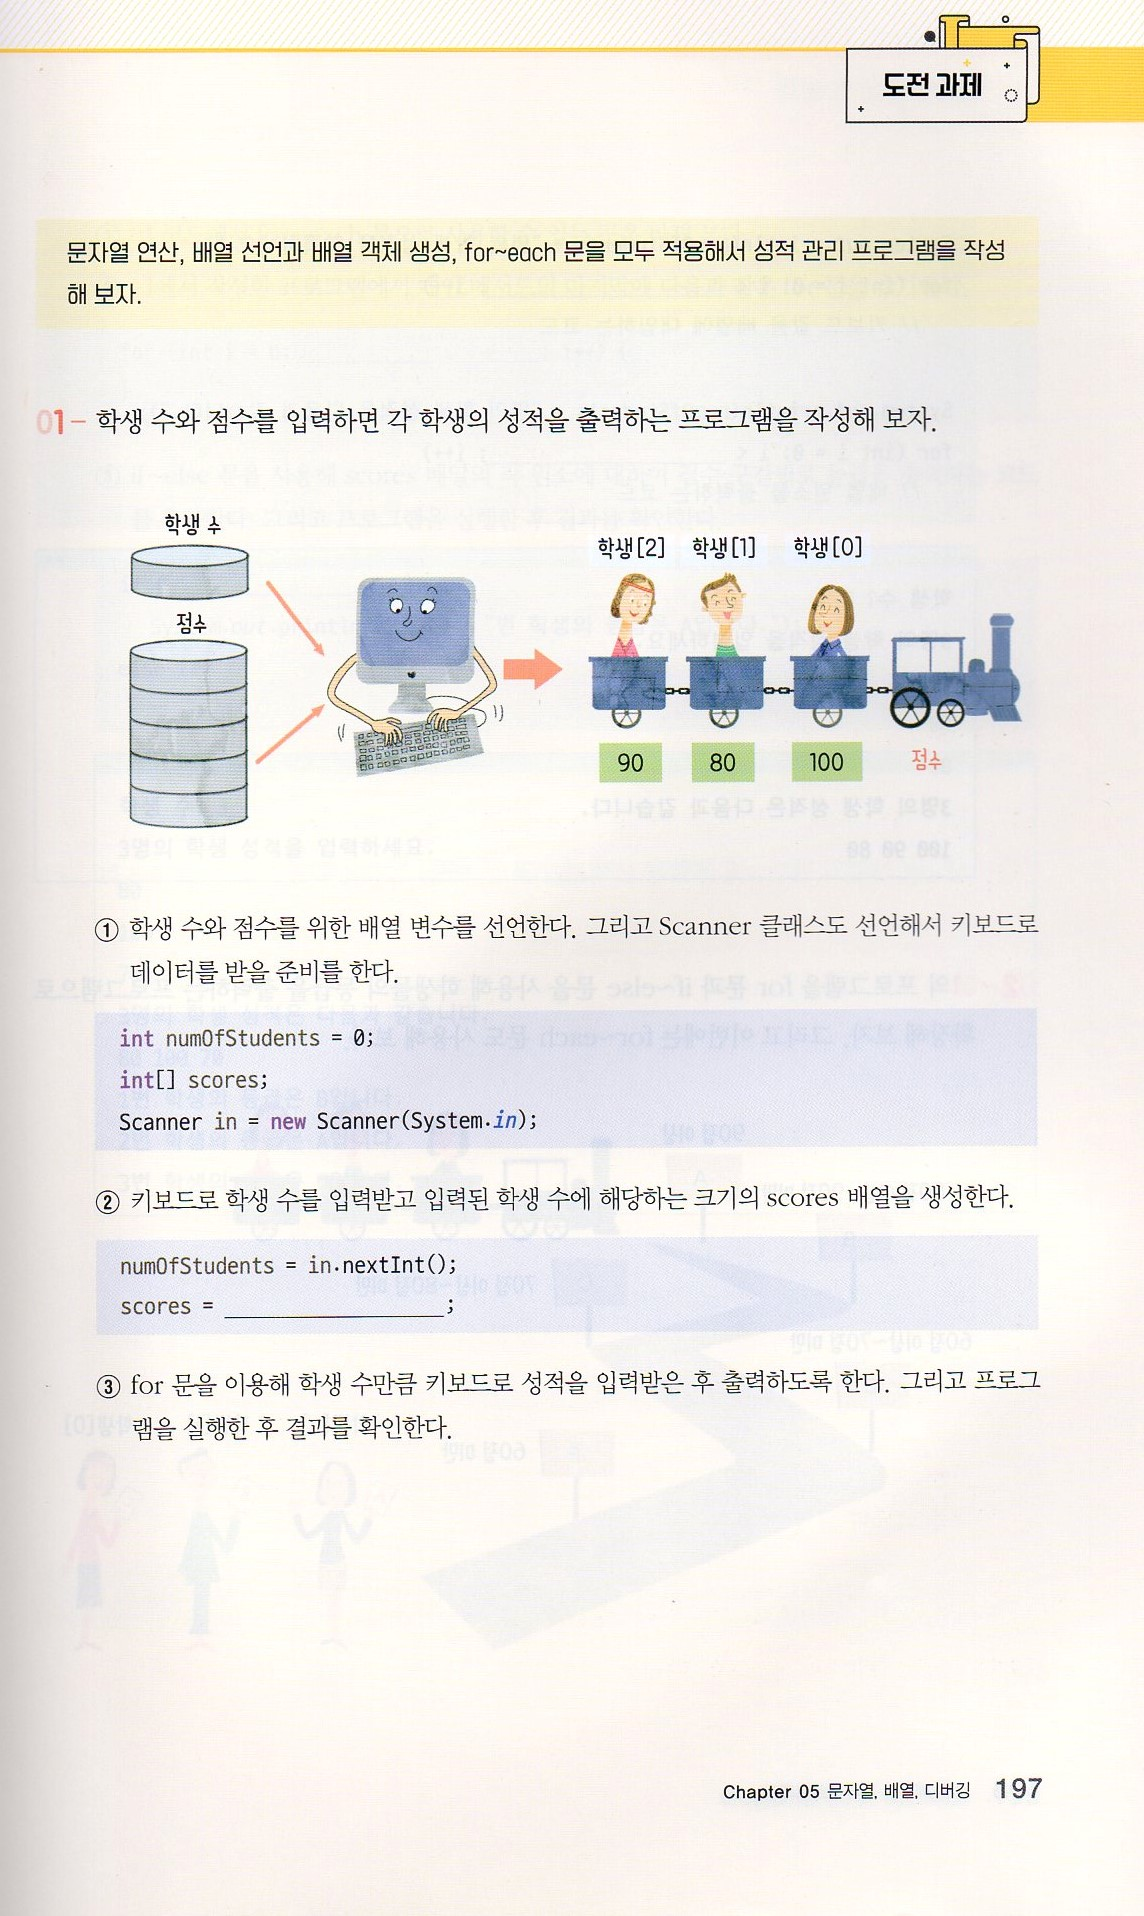 도전 과제
문자열 연산, 배열 선언과 배열 객체 생성, for~each 문을 모두 적용해서 성적 관리 프로그램을 작성
해 보자.
01- 학생 수와 점수를 입력하면 각 학생의 성적을 출력하는 프로그램을 작성해 보자.
학생 수
점수
학생[2] 학생[1] 학생[0]
90 80 100 점수
① 학생 수와 점수를 위한 배열 변수를 선언한다. 그리고 Scanner 클래스도 선언해서 키보드로
데이터를 받을 준비를 한다.
int numOfStudents = 0;
int[] scores;
Scanner in = new Scanner(System.in);
② 키보드로 학생 수를 입력받고 입력된 학생 수에 해당하는 크기의 scores 배열을 생성한다.
numOfStudents = in.nextInt();
scores = ________________;
③ for 문을 이용해 학생 수만큼 키보드로 성적을 입력받은 후 출력하도록 한다. 그리고 프로그
램을 실행한 후 결과를 확인한다.
Chapter 05 문자열, 배열, 디버깅 197